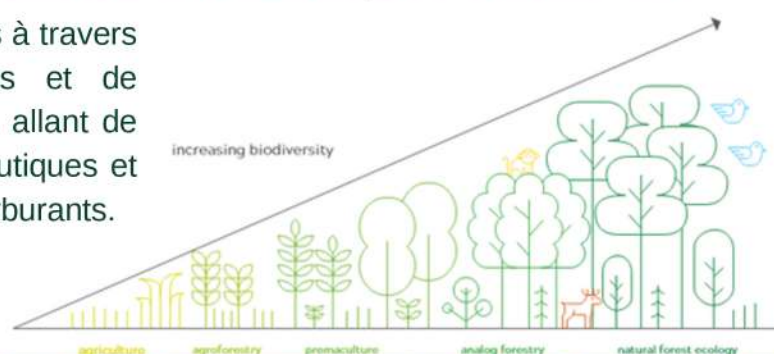 à travers
et de
allant de
utiques et
burants.
increasing biodiversity
agriculture
agroforestry
premaculture
analog forestry
natural forest ecology